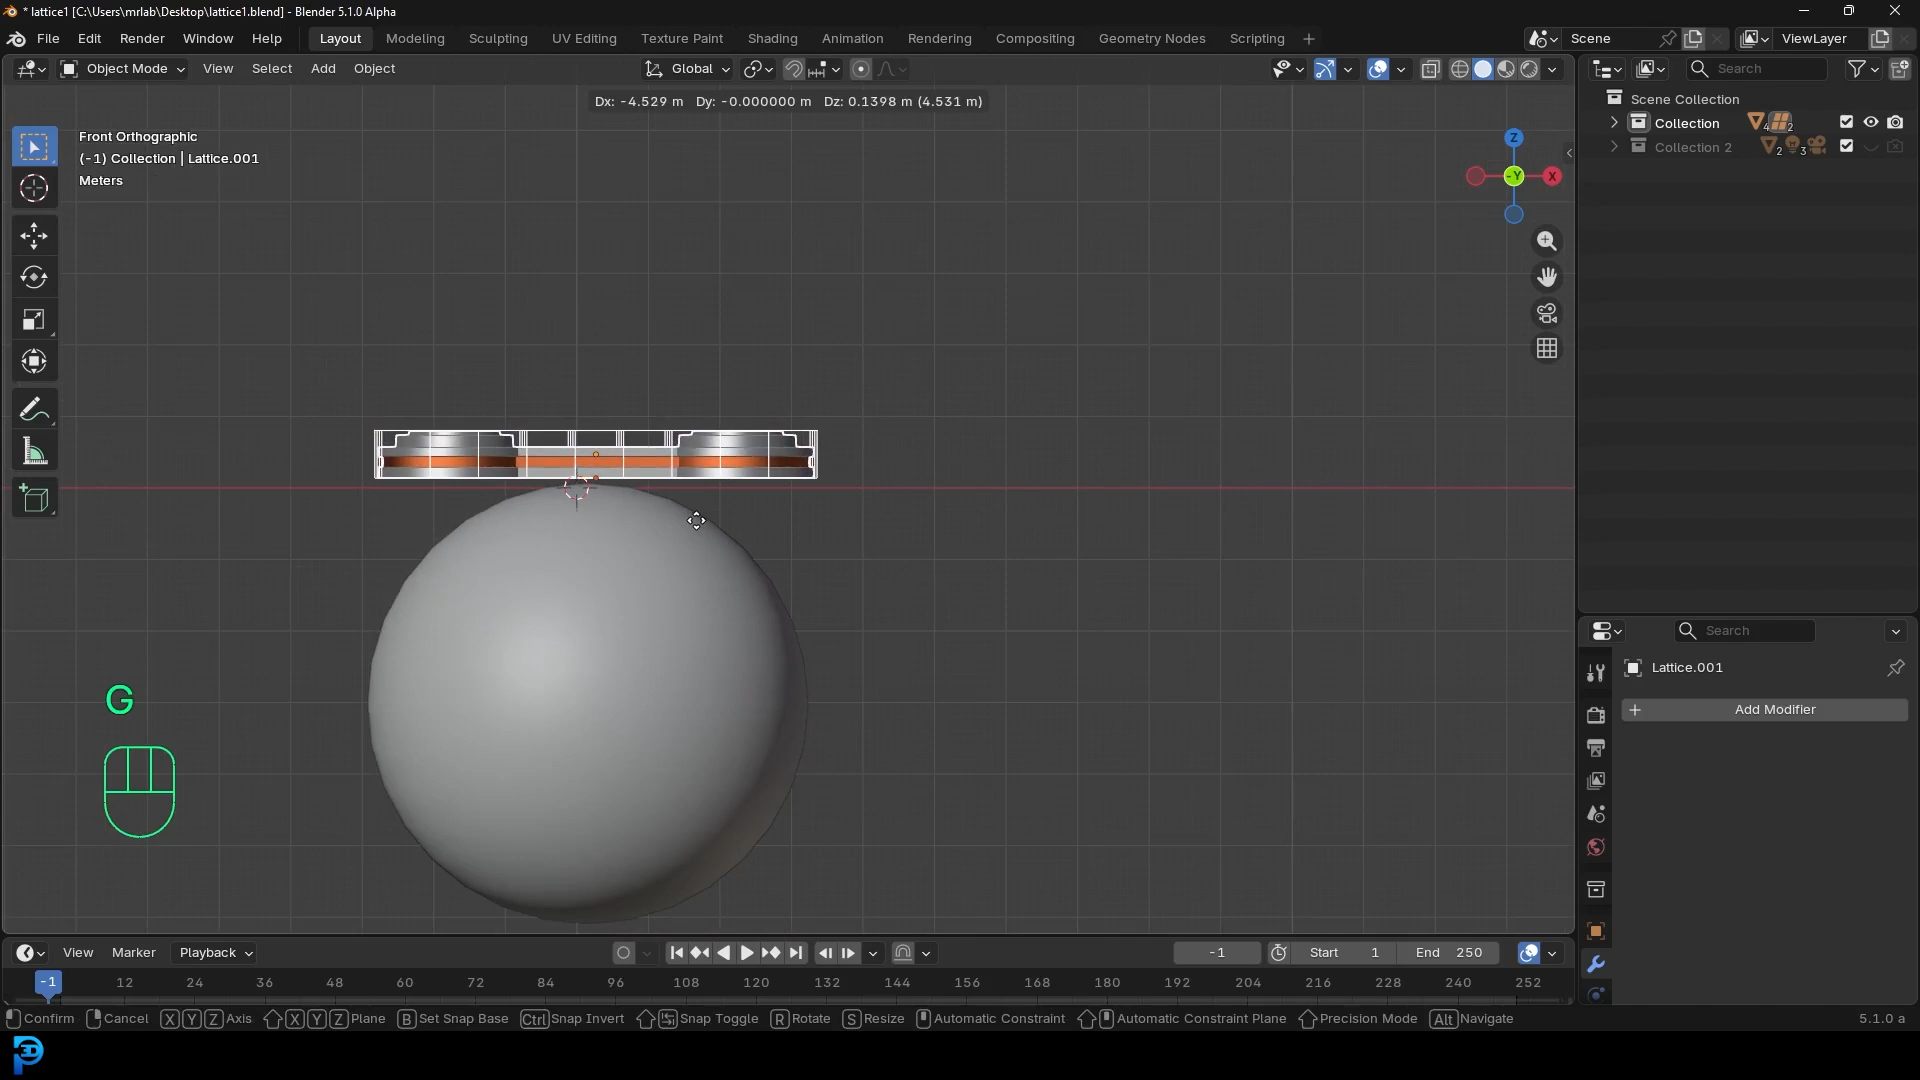 * lattice1 [C:\Users\mrlab\Desktop\lattice1.blend] - Blender 5.1.0 Alpha
File Edit Render Window Help Layout Modeling Sculpting UV Editing Texture Paint Shading Animation Rendering Compositing Geometry Nodes Scripting + Scene ViewLayer
Object Mode View Select Add Object Global Search
Dx: -4.529 m Dy: -0.000000 m Dz: 0.1398 m (4.531 m)
Scene Collection
Collection 4 2
Collection 2 2 3
Front Orthographic
(-1) Collection | Lattice.001
Meters
Z
-Y X
Search
Lattice.001
+ Add Modifier
G
View Marker Playback -1 Start 1 End 250
-1 12 24 36 48 60 72 84 96 108 120 132 144 156 168 180 192 204 216 228 240 252
Confirm Cancel X Y Z Axis X Y Z Plane B Set Snap Base Ctrl Snap Invert Snap Toggle R Rotate S Resize Automatic Constraint Automatic Constraint Plane Precision Mode Alt Navigate 5.1.0 a